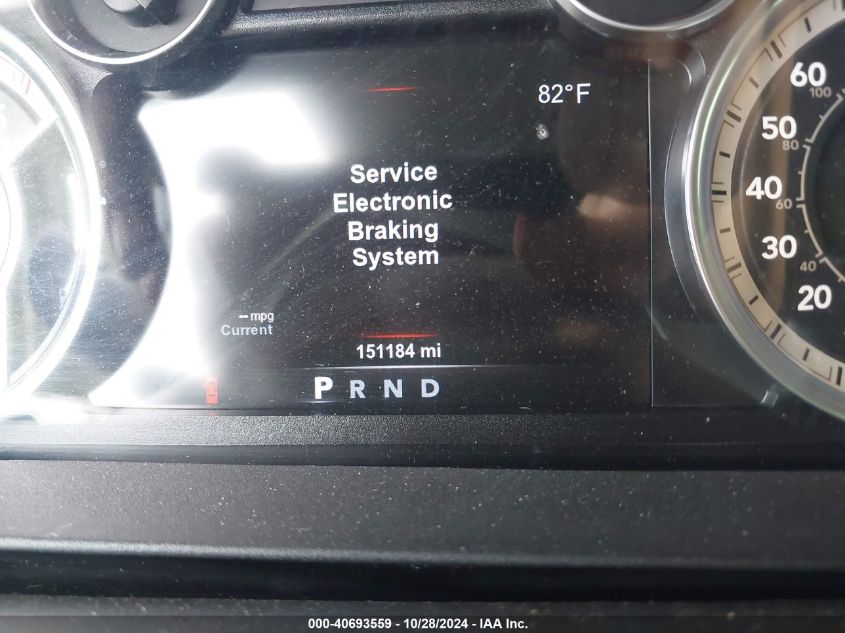 82°F
Service
Electronic
Braking
System
-- mpg
Current
151184 mi
P R N D
60
100
50
80
40
60
30
40
20
000-40693559 - 10/28/2024 - IAA Inc.